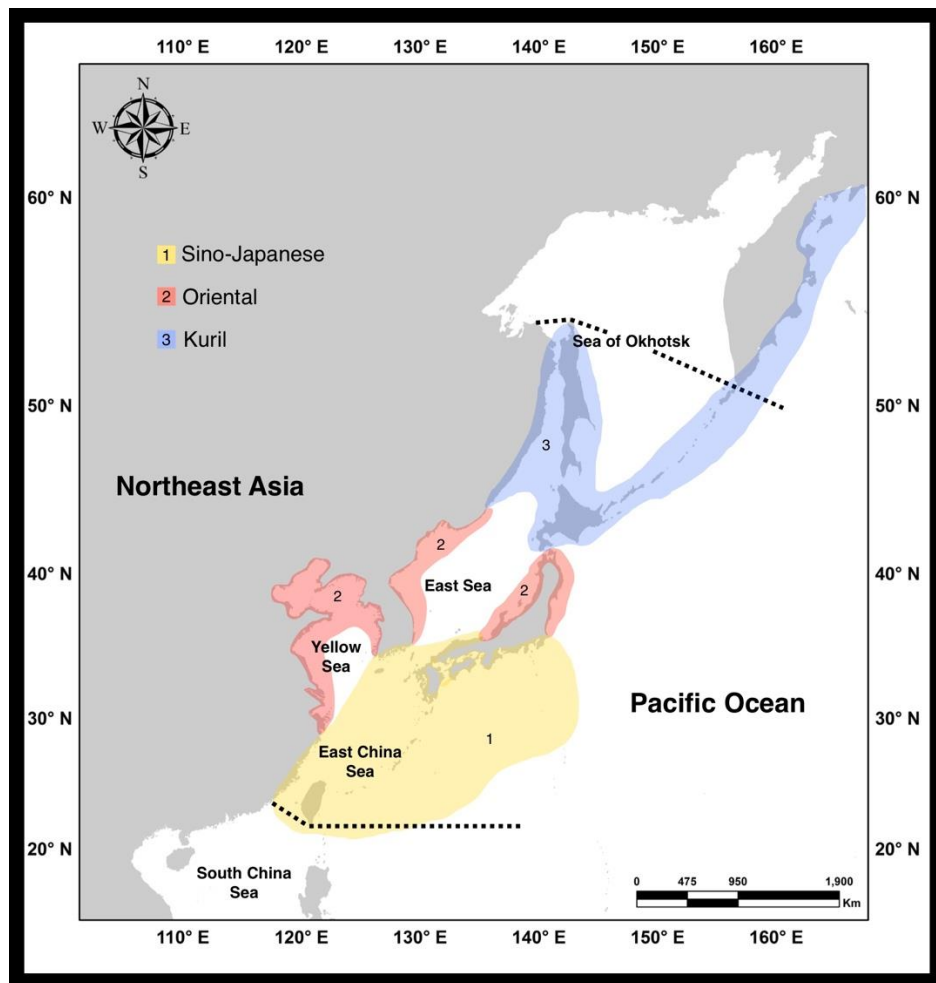 110° E 120° E 130° E 140° E 150° E 160° E
N
W E
S
60° N 60° N
1 Sino-Japanese
2 Oriental
3 Kuril
Sea of Okhotsk
50° N 50° N
3
Northeast Asia
2
40° N 40° N
East Sea
2
2
Yellow
Sea
Pacific Ocean
30° N 30° N
1
East China
Sea
20° N 20° N
South China
Sea
0 475 950 1,900
Km
110° E 120° E 130° E 140° E 150° E 160° E